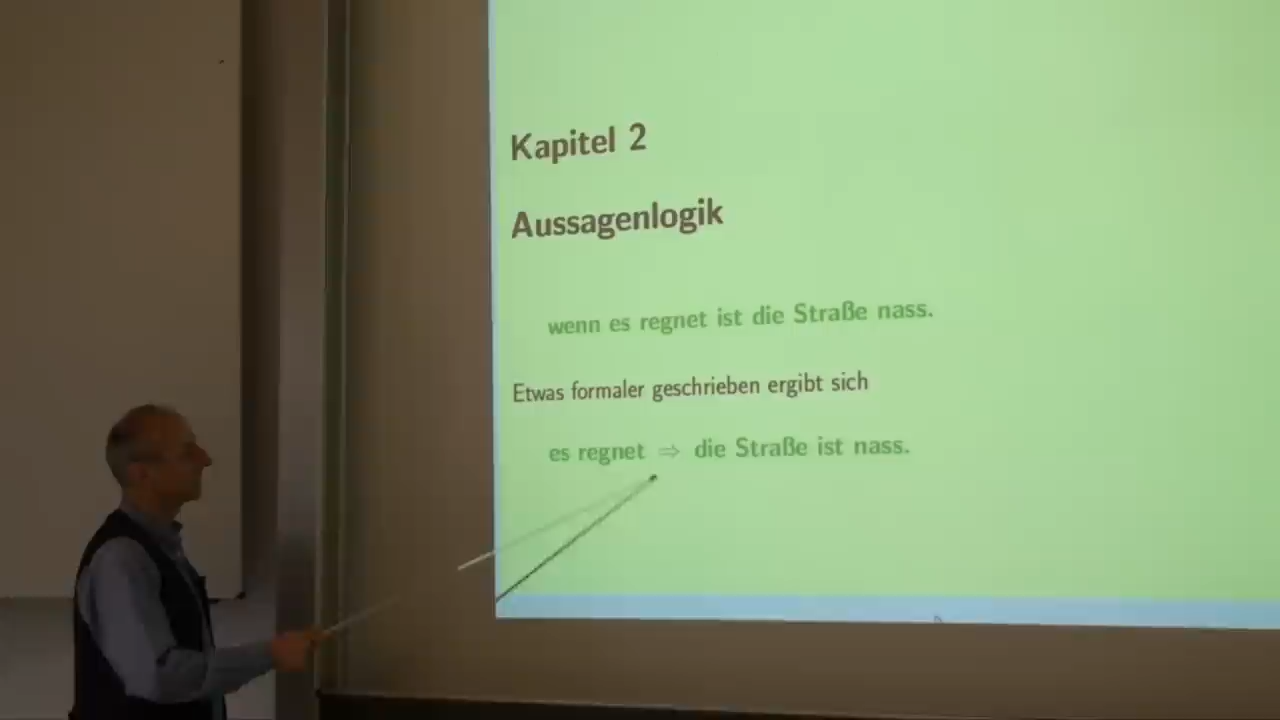 Kapitel 2
Aussagenlogik
wenn es regnet ist die Straße nass.
Etwas formaler geschrieben ergibt sich
es regnet ⇒ die Straße ist nass.